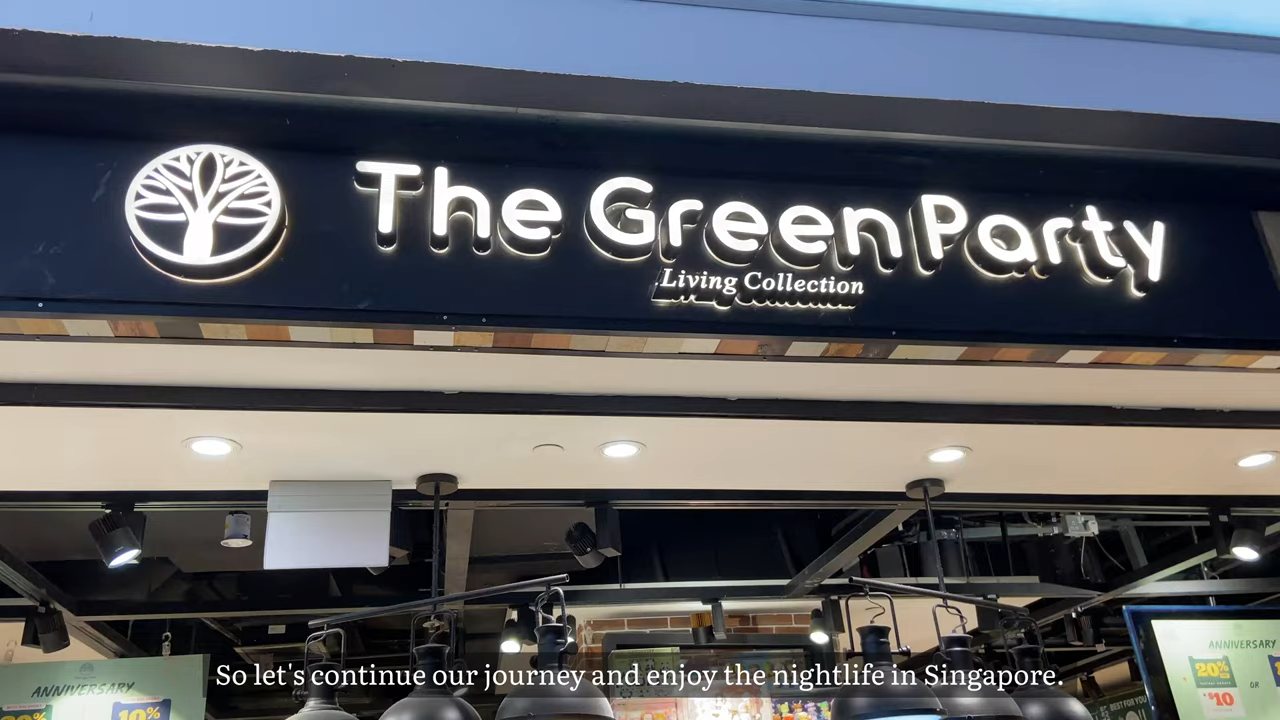 The Green Party
Living Collection
ANNIVERSARY
10%
ANNIVERSARY
20%
OR
$10
So let's continue our journey and enjoy the nightlife in Singapore.